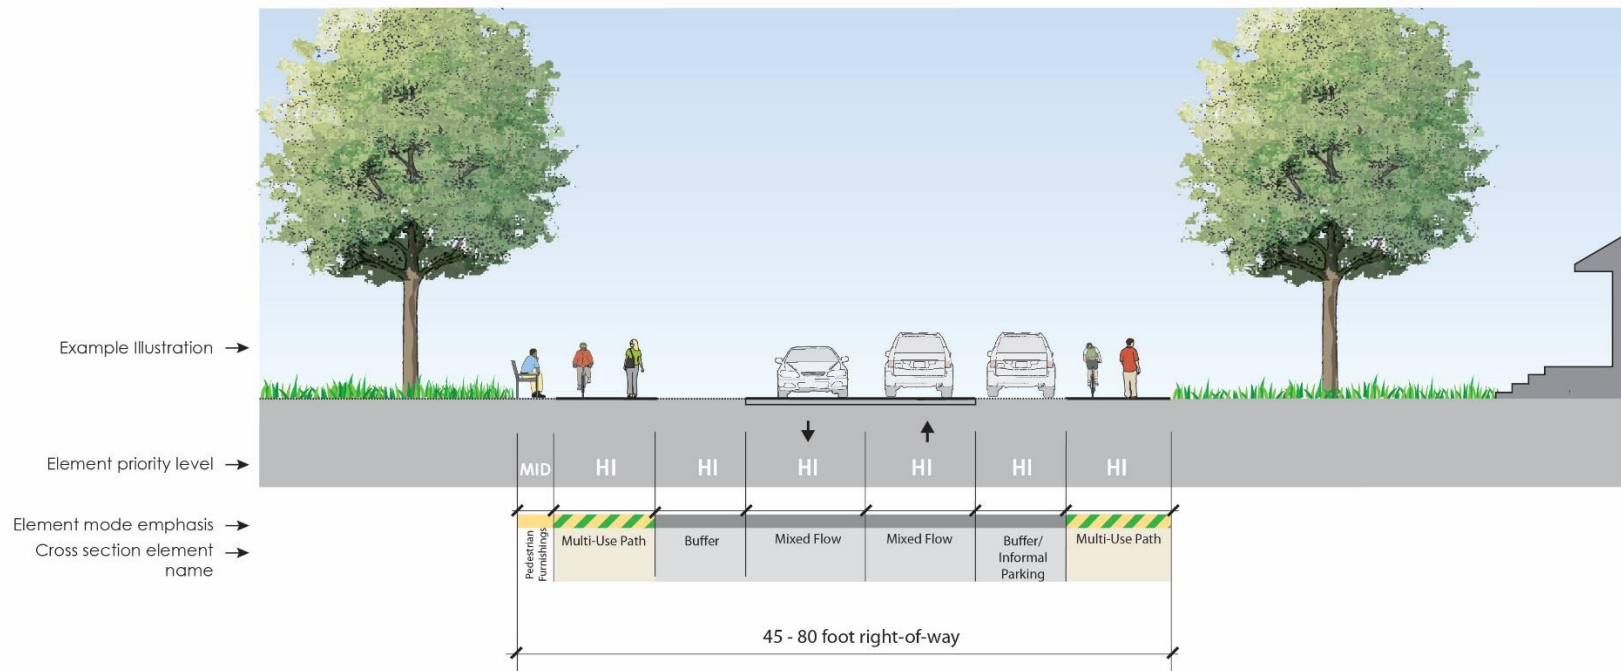 Example Illustration
Element priority level
MID HI HI HI HI HI HI
Element mode emphasis
Cross section element
name
Pedestrian
Furnishings
Multi-Use Path
Buffer
Mixed Flow
Mixed Flow
Buffer/
Informal
Parking
Multi-Use Path
45 - 80 foot right-of-way